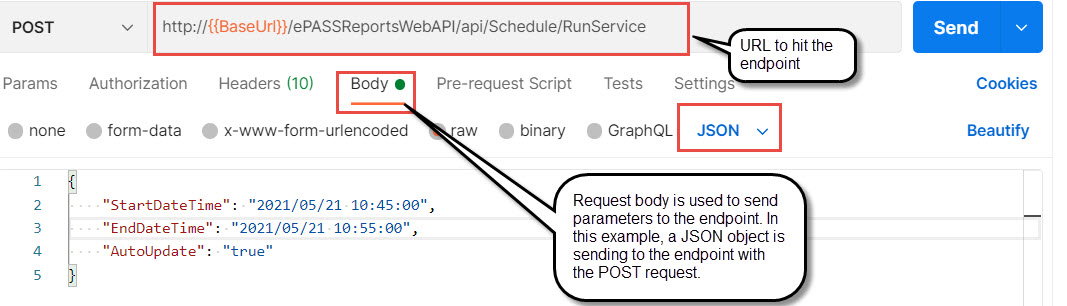 POST http://{{BaseUrl}}/ePASSReportsWebAPI/api/Schedule/RunService Send
URL to hit the
endpoint
Params Authorization Headers (10) Body Pre-request Script Tests Settings Cookies
none form-data x-www-form-urlencoded raw binary GraphQL JSON Beautify
1 {
2 "StartDateTime": "2021/05/21 10:45:00",
3 "EndDateTime": "2021/05/21 10:55:00",
4 "AutoUpdate": "true"
5 }
Request body is used to send
parameters to the endpoint. In
this example, a JSON object is
sending to the endpoint with
the POST request.